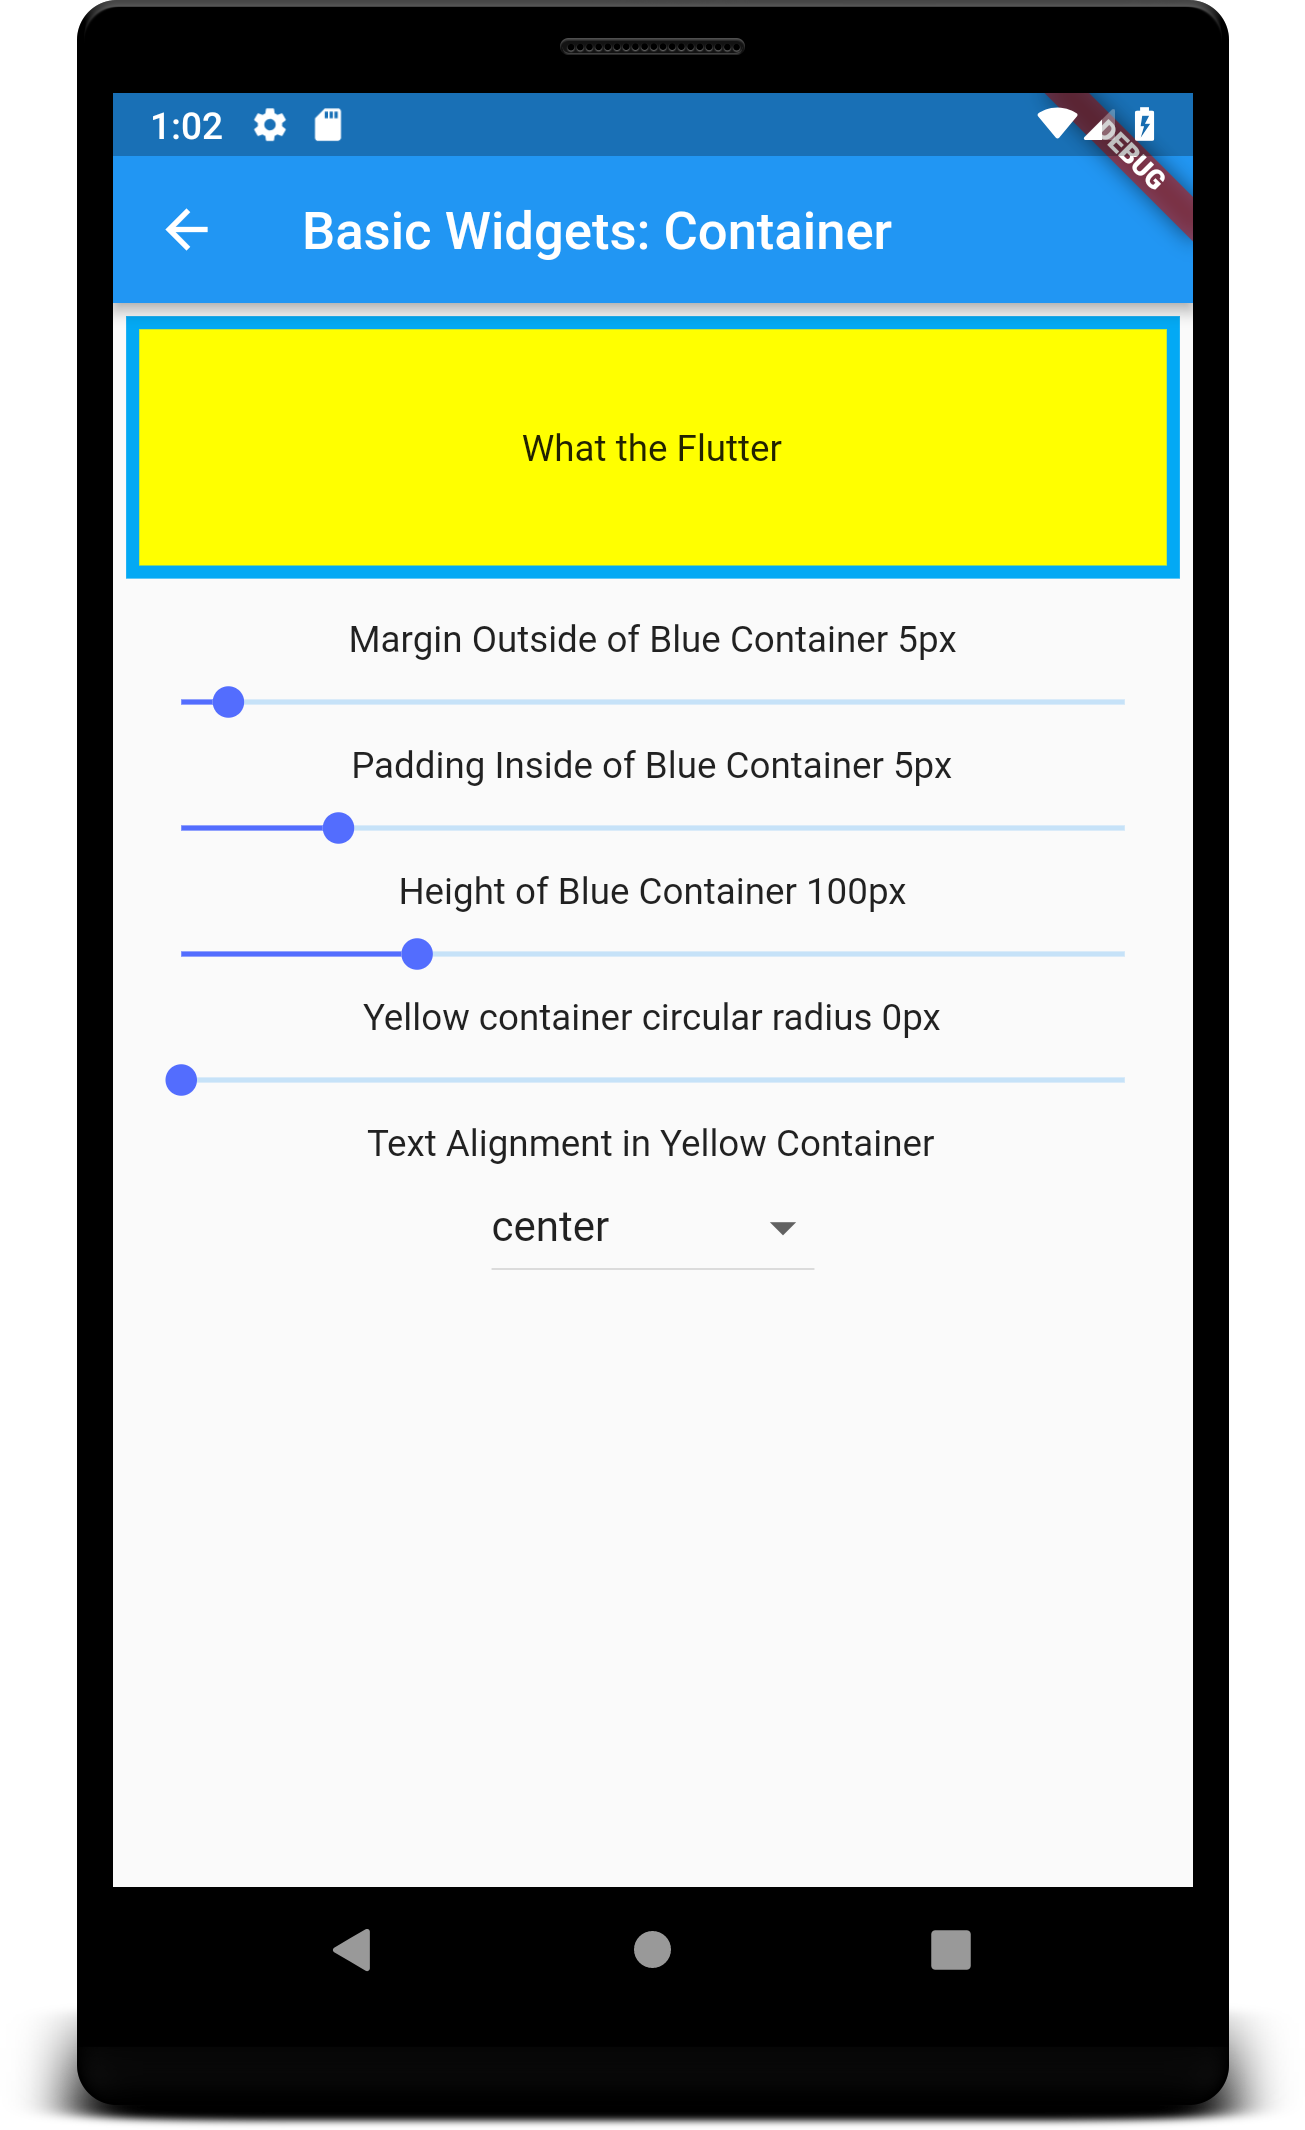 1:02
DEBUG
Basic Widgets: Container
What the Flutter
Margin Outside of Blue Container 5px
Padding Inside of Blue Container 5px
Height of Blue Container 100px
Yellow container circular radius 0px
Text Alignment in Yellow Container
center